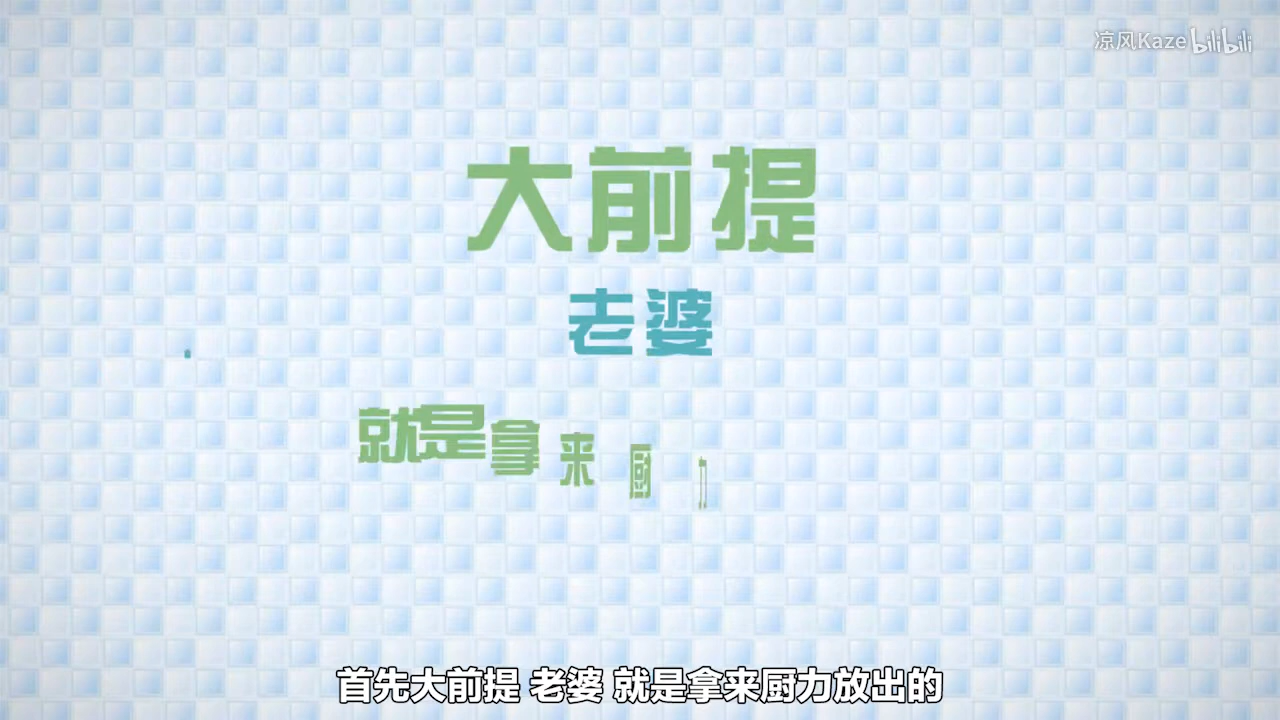 凉风Kaze bilibili
大前提
老婆
就是拿来厨力
首先大前提 老婆 就是拿来厨力放出的